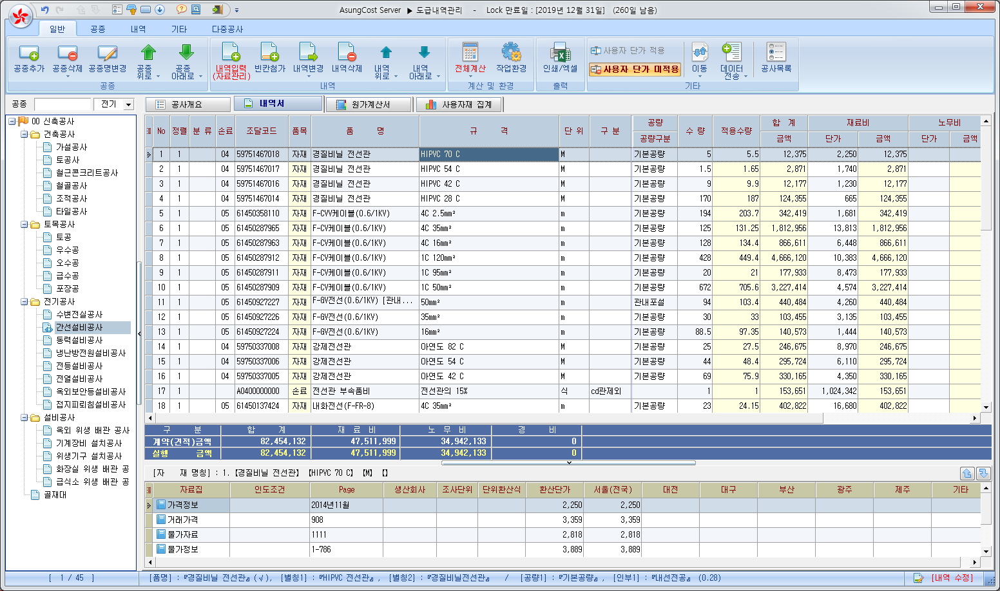 AsungCost Server ▶ 도급내역관리 - Lock 만료일 : [2019년 12월 31일] (260일 남음)
일반 공종 내역 기타 다중공사
공종추가 공종삭제 공종명변경 공종 위로 공종 아래로
공종
내역입력 (자료관리) 빈칸첨가 내역변경 내역삭제 내역 위로 내역 아래로
내역
전체계산 작업환경
계산 및 환경
인쇄/엑셀
출력
사용자 단가 적용
사용자 단가 미적용
이동 데이터 전송 공사목록
기타
공종 전기
공사개요 내역서 원가계산서 사용자재 집계
00 신축공사
건축공사
가설공사
토공사
철근콘크리트공사
철골공사
조적공사
타일공사
토목공사
토공
우수공
오수공
급수공
포장공
전기공사
수변전실공사
간선설비공사
동력설비공사
냉난방전원설비공사
전등설비공사
전열설비공사
옥외보안등설비공사
접지피뢰침설비공사
설비공사
옥외 위생 배관 공사
기계장비 설치공사
위생기구 설치공사
화장실 위생 배관 공
급식소 위생 배관 공
골재대
No 정렬 분 류 손료 조달코드 품목 품 명 규 격 단 위 구 분 공량 공량구분 수 량 적용수량 합 계 금액 재료비 단가 금액 노무비 단가 금액
1 1 04 59751467018 자재 경질비닐 전선관 HIPVC 70 C M 기본공량 5 5.5 12,375 2,250 12,375
2 1 04 59751467017 자재 경질비닐 전선관 HIPVC 54 C M 기본공량 1.5 1.65 2,871 1,740 2,871
3 1 04 59751467016 자재 경질비닐 전선관 HIPVC 42 C M 기본공량 9 9.9 12,177 1,230 12,177
4 1 04 59751467014 자재 경질비닐 전선관 HIPVC 28 C M 기본공량 170 187 124,355 665 124,355
5 1 05 61450358110 자재 F-CVV케이블(0.6/1KV) 4C 2.5mm² m 기본공량 194 203.7 342,419 1,681 342,419
6 1 05 61450287965 자재 F-CV케이블(0.6/1KV) 4C 35mm² m 기본공량 125 131.25 1,812,956 13,813 1,812,956
7 1 05 61450287963 자재 F-CV케이블(0.6/1KV) 4C 16mm² m 기본공량 128 134.4 866,611 6,448 866,611
8 1 05 61450287912 자재 F-CV케이블(0.6/1KV) 1C 120mm² m 기본공량 428 449.4 4,666,120 10,383 4,666,120
9 1 05 61450287911 자재 F-CV케이블(0.6/1KV) 1C 95mm² m 기본공량 20 21 177,933 8,473 177,933
10 1 05 61450287909 자재 F-CV케이블(0.6/1KV) 1C 50mm² m 기본공량 672 705.6 3,227,414 4,574 3,227,414
11 1 05 61450927227 자재 F-GV전선(0.6/1KV) [관내... 50mm² m 관내포설 94 103.4 440,484 4,260 440,484
12 1 05 61450927226 자재 F-GV전선(0.6/1KV) 35mm² m 기본공량 30 33 103,455 3,135 103,455
13 1 05 61450927224 자재 F-GV전선(0.6/1KV) 16mm² m 기본공량 88.5 97.35 140,573 1,444 140,573
14 1 04 59750337008 자재 강제전선관 아연도 82 C M 기본공량 25 27.5 246,675 8,970 246,675
15 1 04 59750337006 자재 강제전선관 아연도 54 C M 기본공량 44 48.4 295,724 6,110 295,724
16 1 04 59750337005 자재 강제전선관 아연도 42 C M 기본공량 69 75.9 330,165 4,350 330,165
17 1 A0400000000 손료 전선관 부속품비 전선관의 15% 식 cd관제외 1 1 153,651 1,024,342 153,651
18 1 05 61450137424 자재 내화전선(F-FR-8) 4C 35mm² m 기본공량 23 24.15 402,822 16,680 402,822
구 분 합 계 재 료 비 노 무 비 경 비
계약(견적)금액 82,454,132 47,511,999 34,942,133 0
실행 금액 82,454,132 47,511,999 34,942,133 0
[자 재 명칭] : 1. 【경질비닐 전선관】 【HIPVC 70 C】 【M】 【】
자료집 인도조건 Page 생산회사 조사단위 단위환산식 환산단가 서울(전국) 대전 대구 부산 광주 제주 기타
가격정보 2014년11월 2,250 2,250
거래가격 908 3,359 3,359
물가자료 1111 2,818 2,818
물가정보 1-786 3,889 3,889
[ 1 / 45 ] [품명] : 『경질비닐 전선관』(√), [별칭1] : 『HIPVC 전선관』, [별칭2] : 『경질비닐전선관』 / [공량1] : 『기본공량』, [인부1] : 『내선전공』 (0.28) [내역 수정]